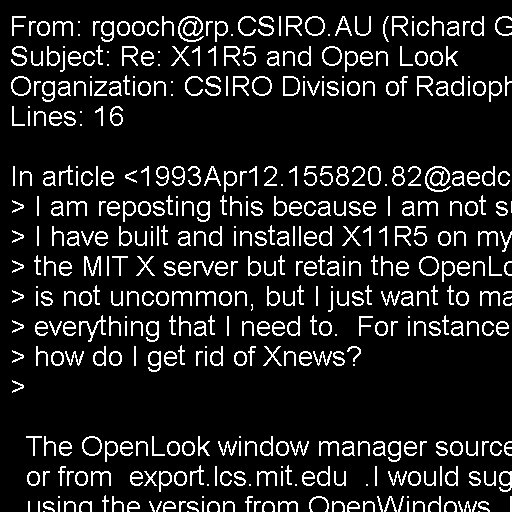 From: rgooch@rp.CSIRO.AU (Richard G
Subject: Re: X11R5 and Open Look
Organization: CSIRO Division of Radioph
Lines: 16

In article <1993Apr12.155820.82@aedc
> I am reposting this because I am not su
> I have built and installed X11R5 on my
> the MIT X server but retain the OpenLo
> is not uncommon, but I just want to ma
> everything that I need to.  For instance
> how do I get rid of Xnews?
>

  The OpenLook window manager source
  or from  export.lcs.mit.edu  .I would sug
  using the version from OpenWindows.